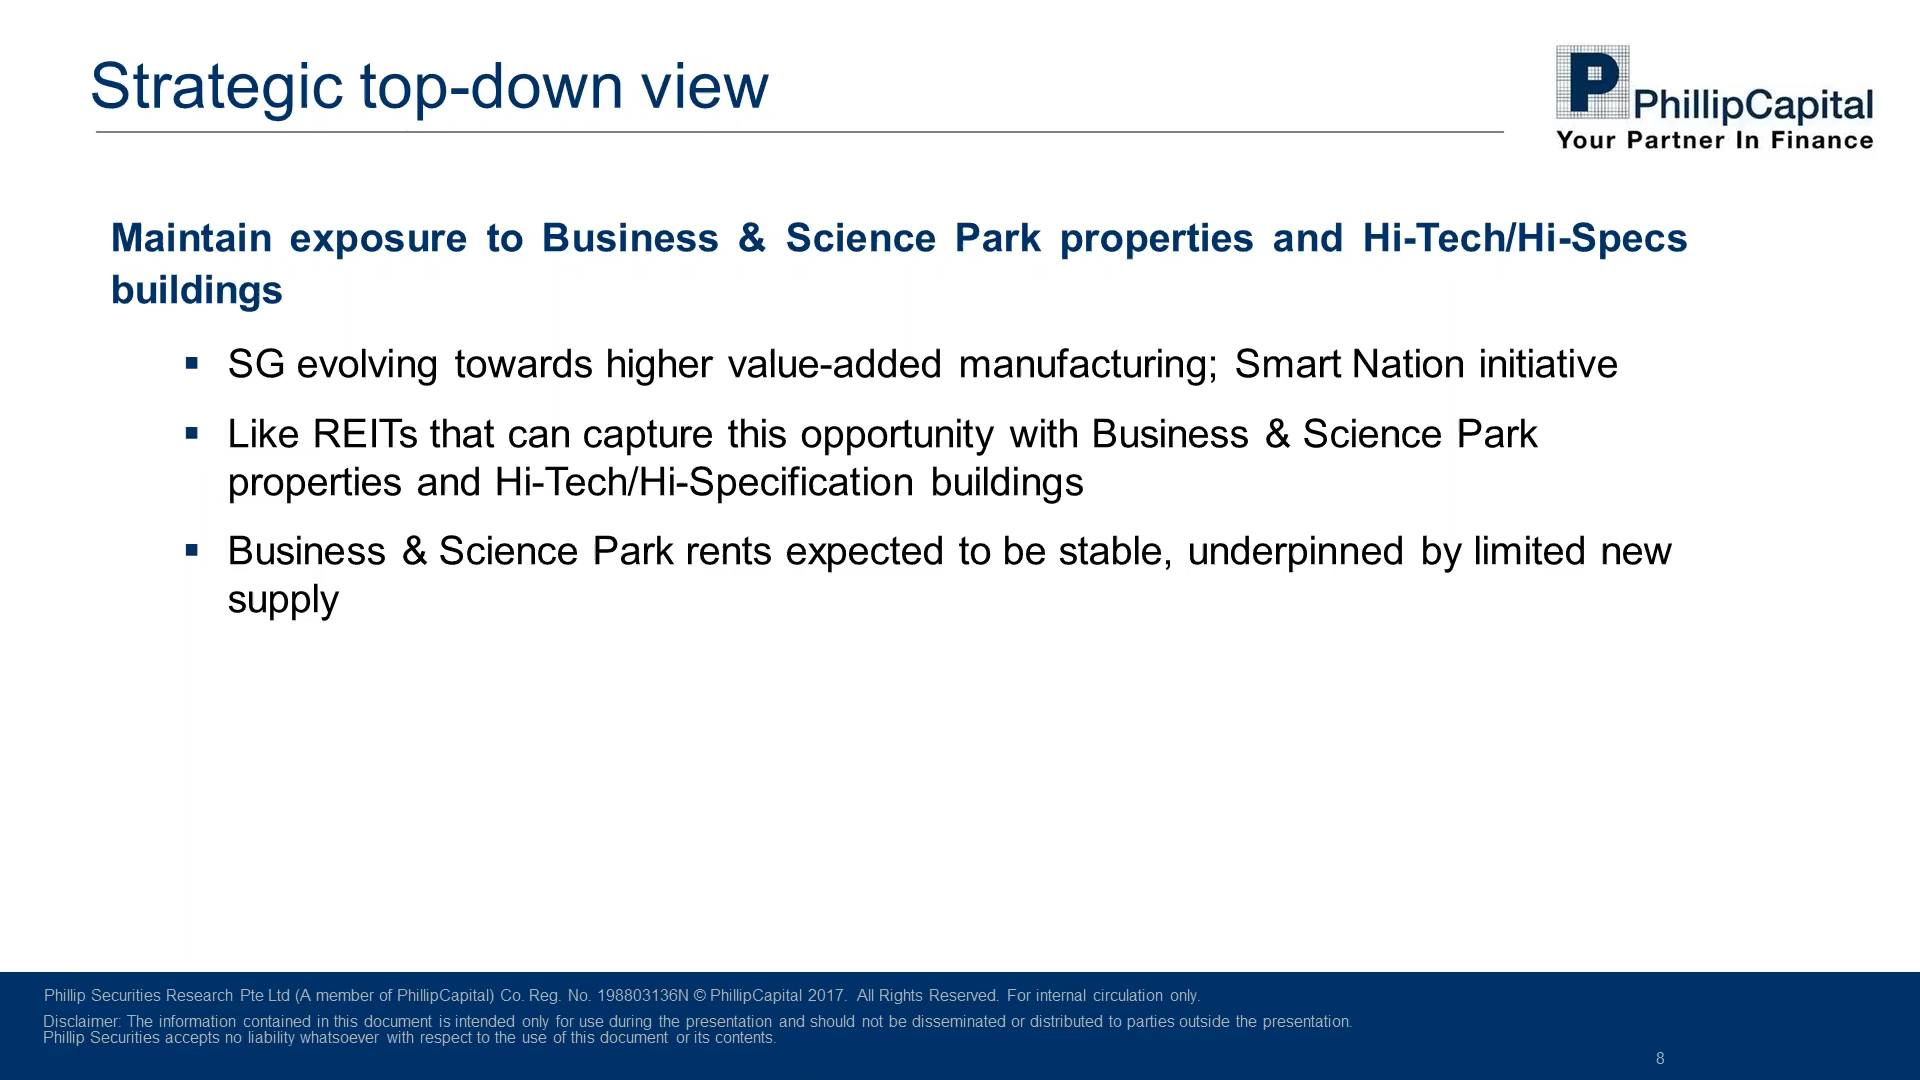 Strategic top-down view
P
PhillipCapital
Your Partner In Finance
Maintain exposure to Business & Science Park properties and Hi-Tech/Hi-Specs
buildings
▪ SG evolving towards higher value-added manufacturing; Smart Nation initiative
▪ Like REITs that can capture this opportunity with Business & Science Park
properties and Hi-Tech/Hi-Specification buildings
▪ Business & Science Park rents expected to be stable, underpinned by limited new
supply
Phillip Securities Research Pte Ltd (A member of PhillipCapital) Co. Reg. No. 198803136N © PhillipCapital 2017. All Rights Reserved. For internal circulation only.
Disclaimer: The information contained in this document is intended only for use during the presentation and should not be disseminated or distributed to parties outside the presentation.
Phillip Securities accepts no liability whatsoever with respect to the use of this document or its contents.
8